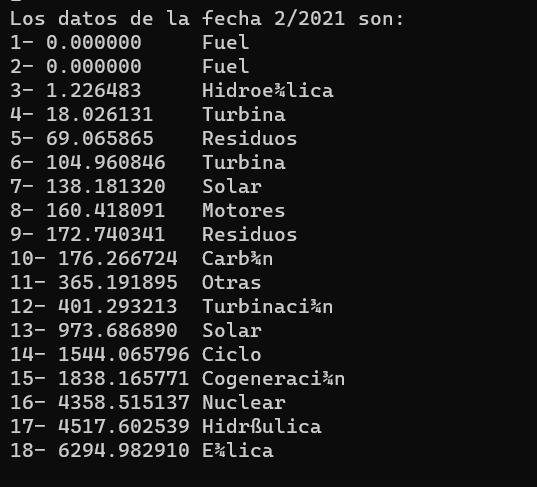 Los datos de la fecha 2/2021 son:
1- 0.000000     Fuel
2- 0.000000     Fuel
3- 1.226483     Hidroe¾lica
4- 18.026131    Turbina
5- 69.065865    Residuos
6- 104.960846   Turbina
7- 138.181320   Solar
8- 160.418091   Motores
9- 172.740341   Residuos
10- 176.266724  Carb¾n
11- 365.191895  Otras
12- 401.293213  Turbinaci¾n
13- 973.686890  Solar
14- 1544.065796 Ciclo
15- 1838.165771 Cogeneraci¾n
16- 4358.515137 Nuclear
17- 4517.602539 Hidrßulica
18- 6294.982910 E¾lica